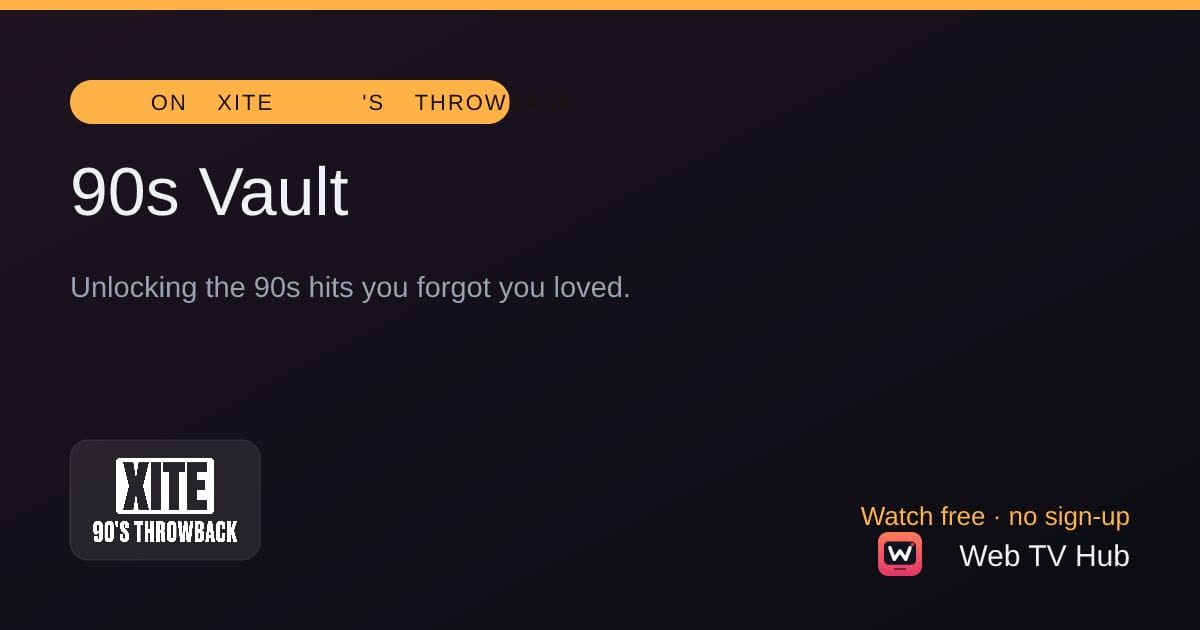 ON XITE 'S THROWBACK
90s Vault
Unlocking the 90s hits you forgot you loved.
XITE
90'S THROWBACK
Watch free · no sign-up
W
Web TV Hub